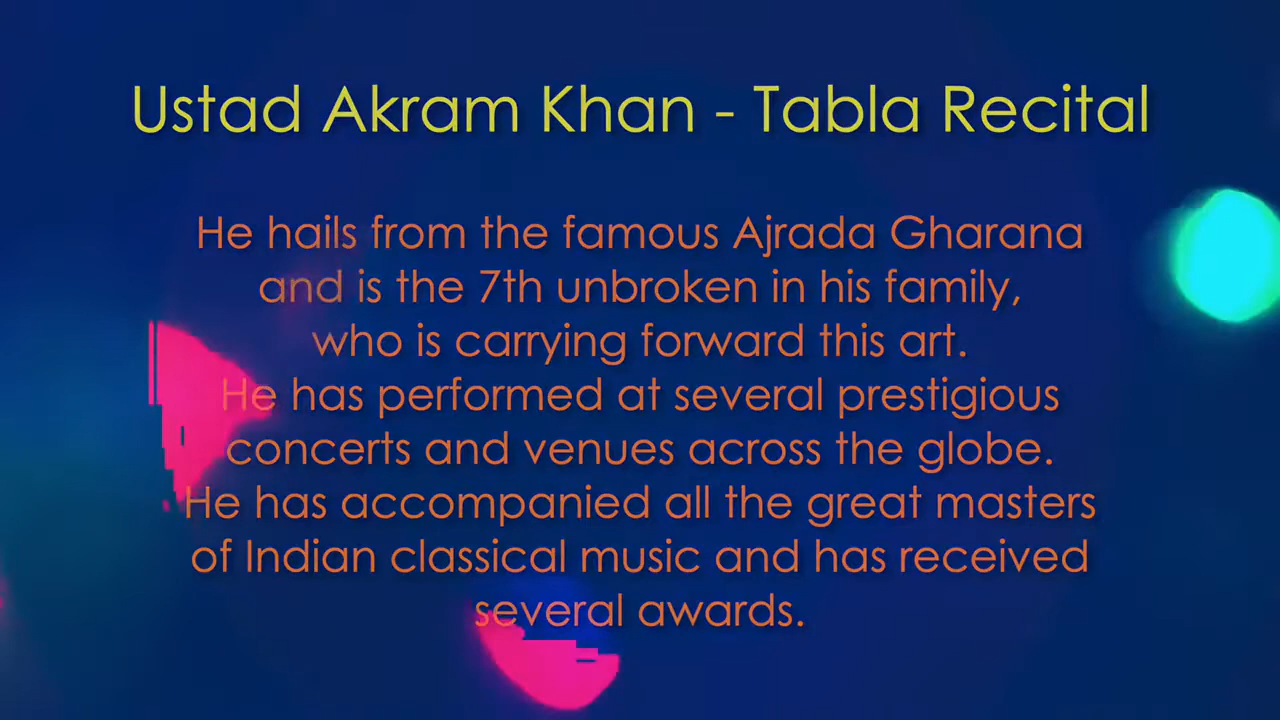 Ustad Akram Khan - Tabla Recital
He hails from the famous Ajrada Gharana
and is the 7th unbroken in his family,
who is carrying forward this art.
He has performed at several prestigious
concerts and venues across the globe.
He has accompanied all the great masters
of Indian classical music and has received
several awards.